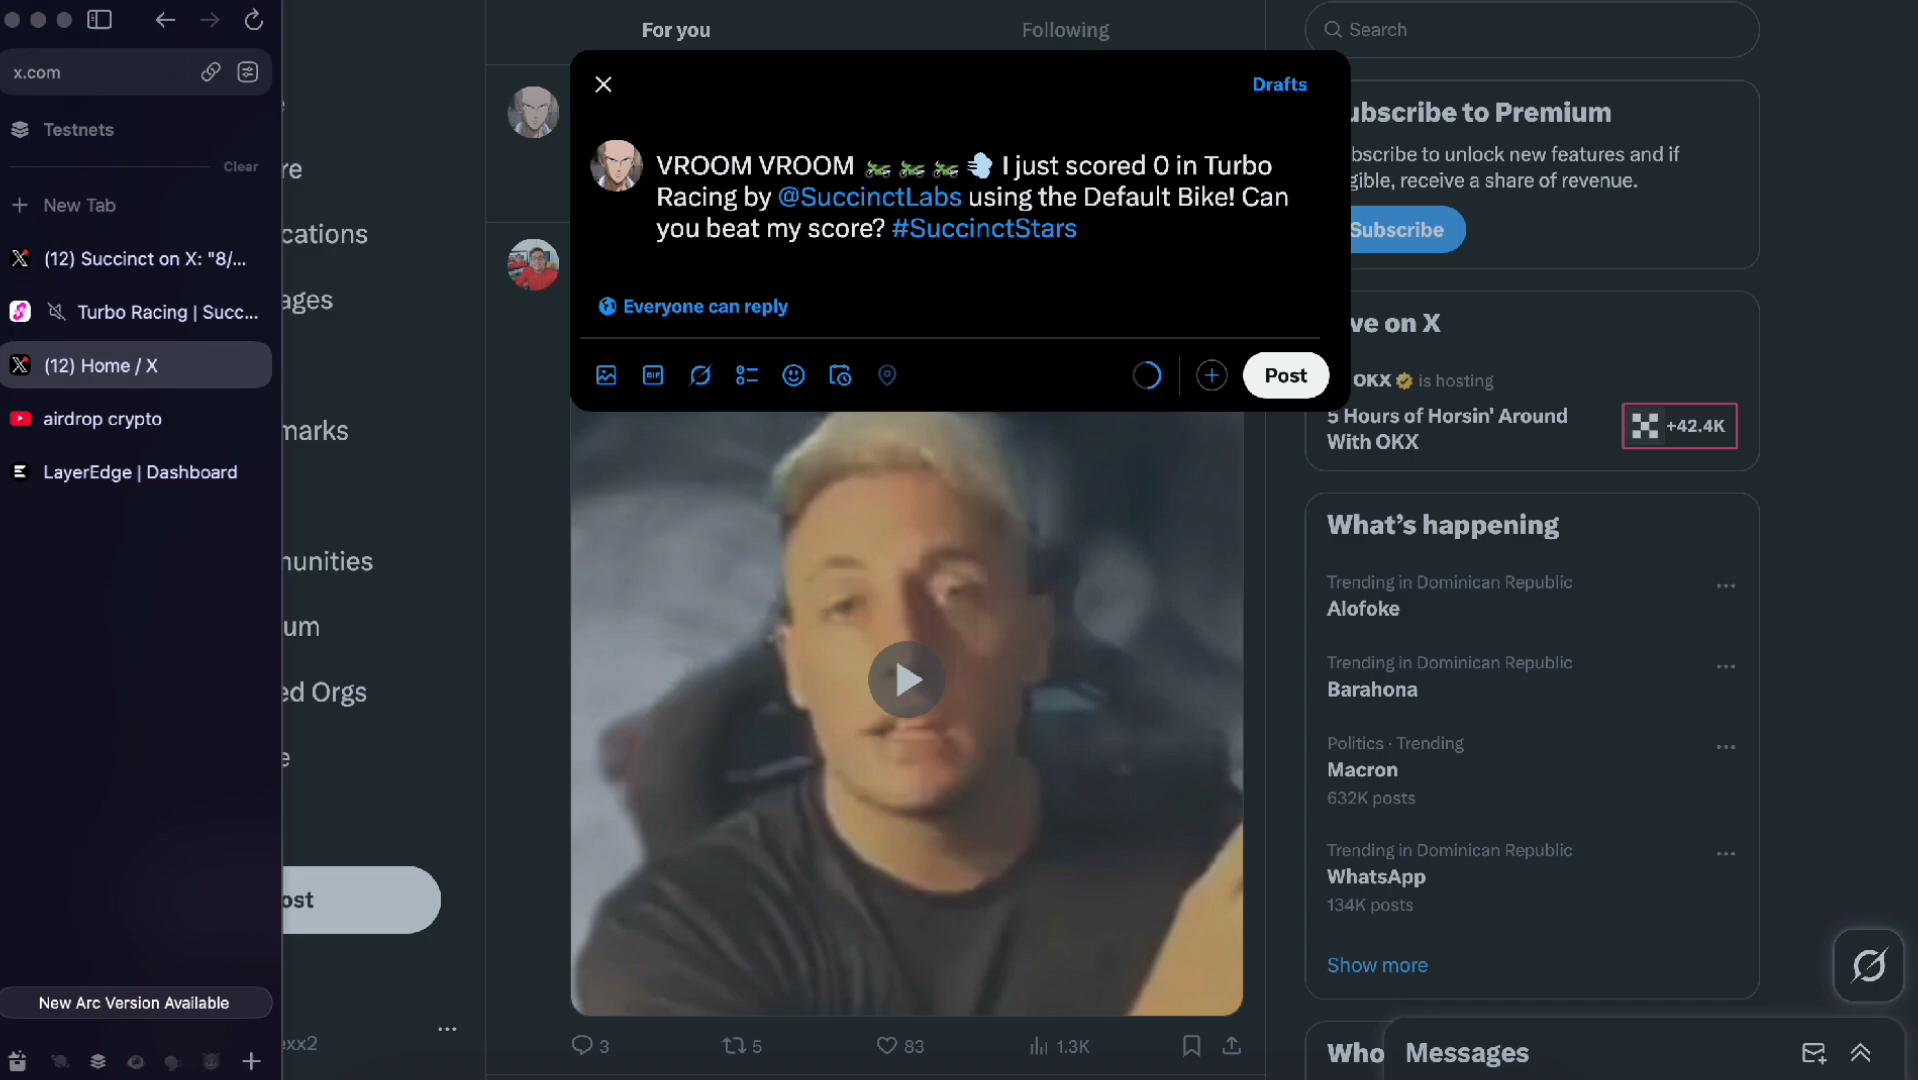 x.com
Testnets
Clear
New Tab
(12) Succinct on X: "8/...
Turbo Racing | Succ...
(12) Home / X
airdrop crypto
LayerEdge | Dashboard
New Arc Version Available
re
cations
ages
marks
nunities
um
ed Orgs
e
ost
exx2
For you
Following
Drafts
VROOM VROOM 🏍️ 🏍️ 🏍️ 💨 I just scored 0 in Turbo
Racing by @SuccinctLabs using the Default Bike! Can
you beat my score? #SuccinctStars
Everyone can reply
GIF
Post
3
5
83
1.3K
Search
ubscribe to Premium
bscribe to unlock new features and if
gible, receive a share of revenue.
Subscribe
ve on X
OKX is hosting
5 Hours of Horsin' Around
With OKX
+42.4K
What's happening
Trending in Dominican Republic
Alofoke
Trending in Dominican Republic
Barahona
Politics · Trending
Macron
632K posts
Trending in Dominican Republic
WhatsApp
134K posts
Show more
Who
Messages